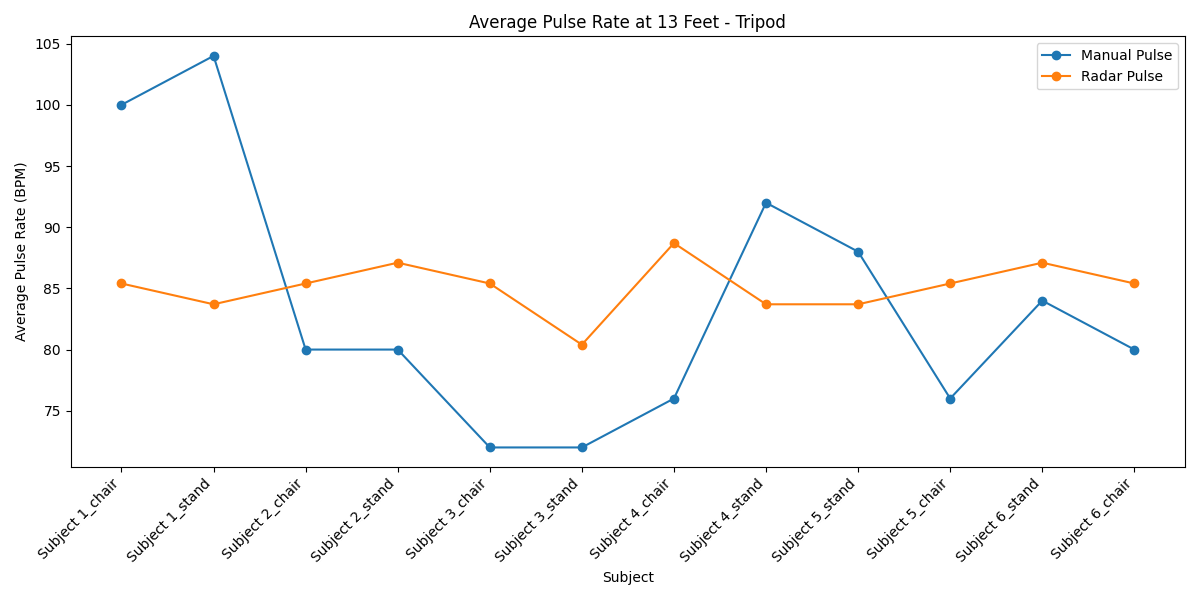 Average Pulse Rate at 13 Feet - Tripod
Manual Pulse
Radar Pulse
Average Pulse Rate (BPM)
105
100
95
90
85
80
75
Subject 1_chair
Subject 1_stand
Subject 2_chair
Subject 2_stand
Subject 3_chair
Subject 3_stand
Subject 4_chair
Subject 4_stand
Subject 5_stand
Subject 5_chair
Subject 6_stand
Subject 6_chair
Subject